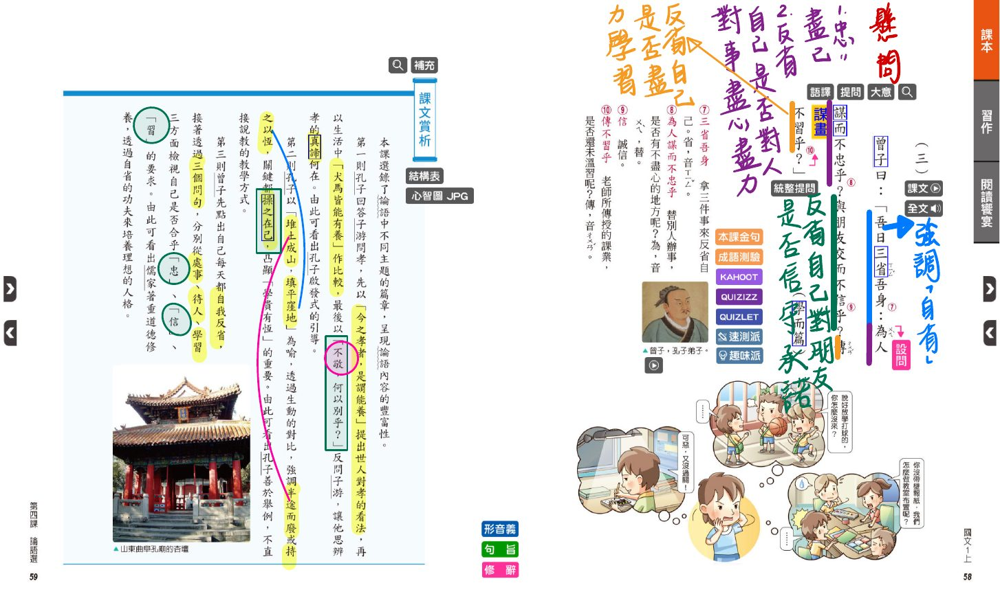 課本
習作
閱讀饗宴
懸問
語譯
提問
大意
課文
全文
(三)
曾子曰：「吾日三省吾身：為人
ㄒㄧㄥˇ
⑦
ㄨㄟˋ
設問
謀而不忠乎？與朋友交而不信乎？傳
⑧
⑨
ㄔㄨㄢˊ
不習乎？」
⑩
(學而篇)
謀畫
統整提問
強調「自省」
1.忠：
盡己
2.反省
自己是否對人
對事盡心盡力
反省自己
是否盡
力學習
反省自己對朋友
是否信守承諾
⑦三省吾身 拿三件事來反省自
己。省，音ㄒㄧㄥˇ。
⑧為人謀而不忠乎 替別人辦事，
是否有不盡心的地方呢？為，音
ㄨㄟˋ，替。
⑨信 誠信。
⑩傳不習乎 老師所傳授的課業，
是否還未溫習呢？傳，音ㄔㄨㄢˊ。
本課金句
成語測驗
KAHOOT
QUIZIZZ
QUIZLET
速測派
趣味派
▲曾子，孔子弟子。
說好放學打球的，
你怎麼沒來？
……
可惡，又沒過關！
你沒帶壁報紙，我們
怎麼做教室布置呢？
……
國文1上
58
補充
課文賞析
結構表
心智圖 JPG
本課選錄了論語中不同主題的篇章，呈現論語內容的豐富性。
第一則孔子回答子游問孝，先以「今之孝者，是謂能養」提出世人對孝的看法，再
以生活中「犬馬皆能有養」作比較，最後以「不敬，何以別乎？」反問子游，讓他思辨
孝的真諦何在。由此可看出孔子啟發式的引導。
第二則孔子以「堆土成山，填平窪地」為喻，透過生動的對比，強調半途而廢或持
之以恆，關鍵都操之在己，凸顯「學貴有恆」的重要。由此可看出孔子善於舉例，不直
接說教的教學方式。
第三則曾子先點出自己每天都自我反省，
接著透過三個問句，分別從處事、待人、學習
三方面檢視自己是否合乎「忠」、「信」、
「習」的要求。由此可看出儒家著重道德修
養，透過自省的功夫來培養理想的人格。
▲山東曲阜孔廟的杏壇
形音義
句旨
修辭
第四課 論語選
59